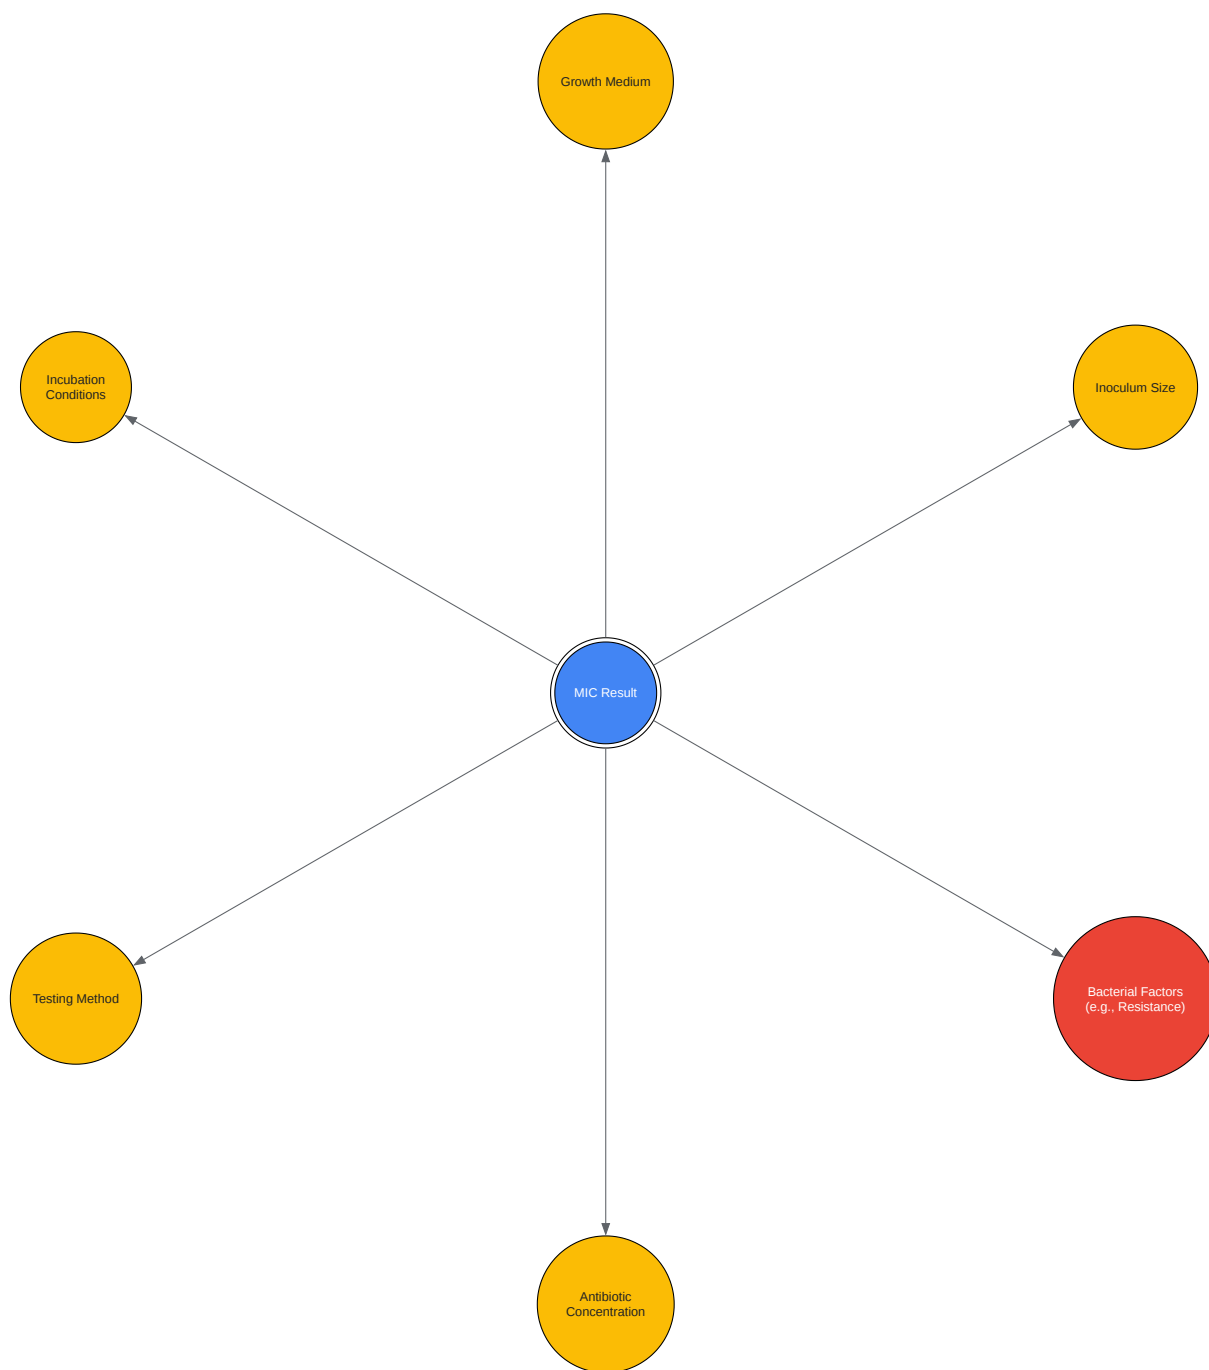 Growth Medium
Incubation
Conditions
Inoculum Size
MIC Result
Testing Method
Bacterial Factors
(e.g., Resistance)
Antibiotic
Concentration